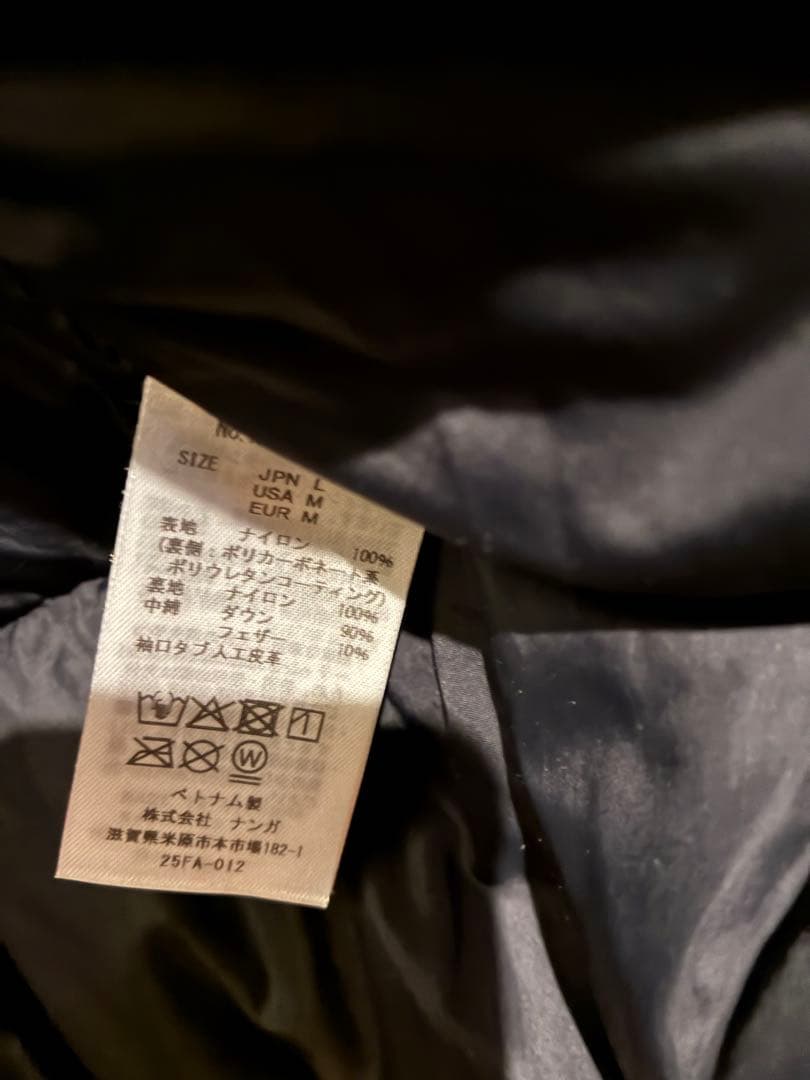 NO.
SIZE JPN L
USA M
EUR M
表地 ナイロン 100%
(裏側:ポリカーボネート系
ポリウレタンコーティング)
裏地 ナイロン 100%
中綿 ダウン 90%
フェザー 10%
袖口タブ人工皮革
W
ベトナム製
株式会社 ナンガ
滋賀県米原市本市場182-1
25FA-012